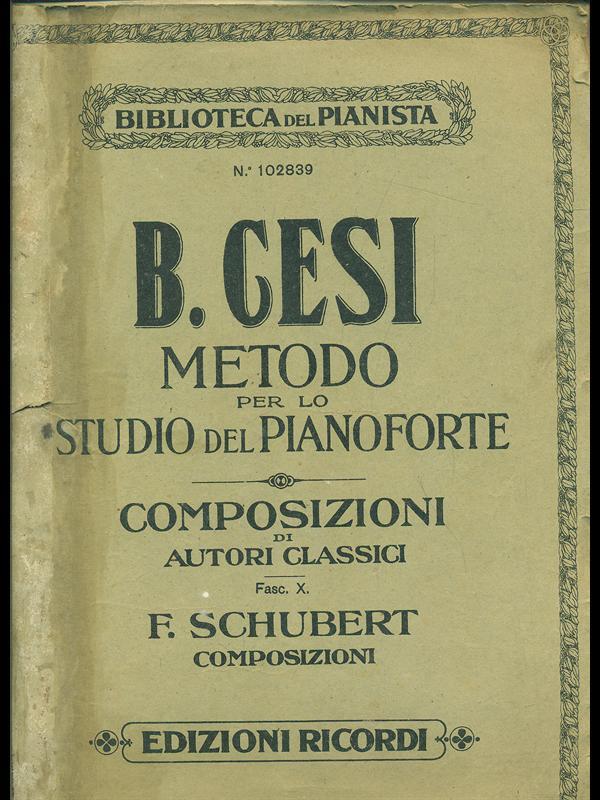 BIBLIOTECA DEL PIANISTA
N.° 102839
B. CESI
METODO
PER LO
STUDIO DEL PIANOFORTE
COMPOSIZIONI
DI
AUTORI CLASSICI
Fasc. X.
F. SCHUBERT
COMPOSIZIONI
EDIZIONI RICORDI